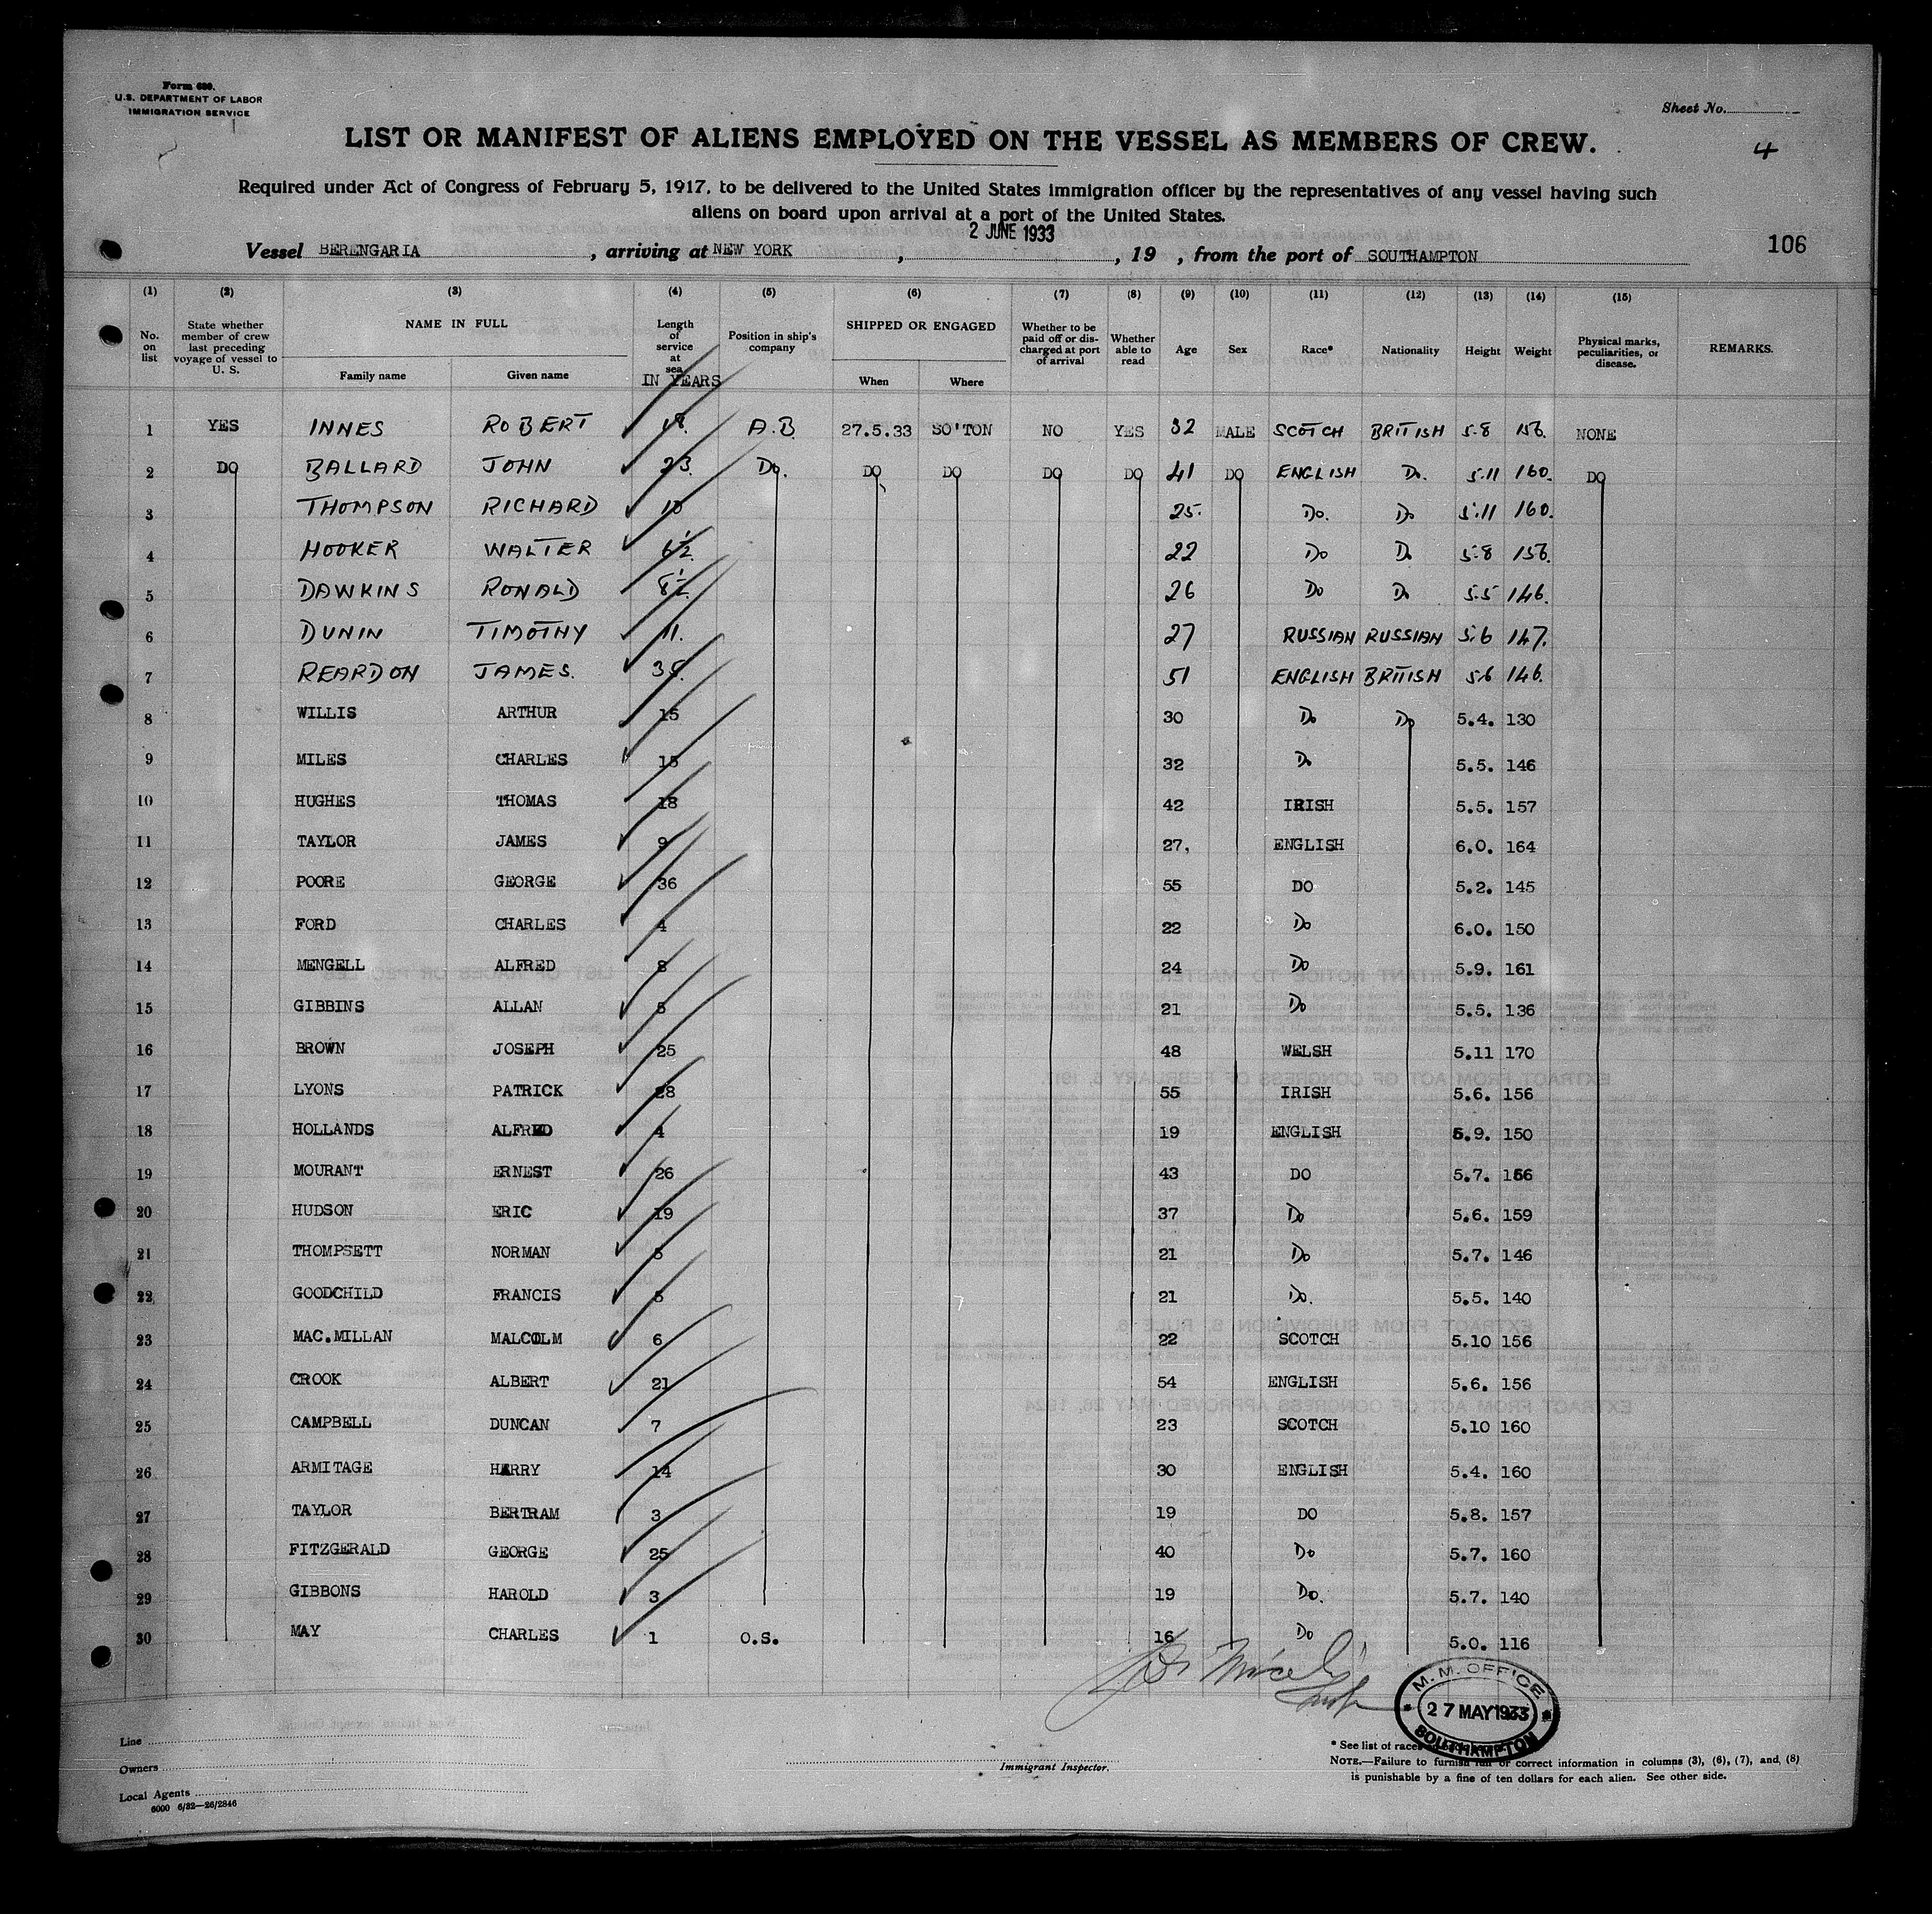 Form 680.
U.S. DEPARTMENT OF LABOR
IMMIGRATION SERVICE
Sheet No.
LIST OR MANIFEST OF ALIENS EMPLOYED ON THE VESSEL AS MEMBERS OF CREW.
4
Required under Act of Congress of February 5, 1917, to be delivered to the United States immigration officer by the representatives of any vessel having such
aliens on board upon arrival at a port of the United States.
2 JUNE 1933
Vessel BERENGARIA, arriving at NEW YORK, , 19 , from the port of SOUTHAMPTON
106
(1) (2) (3) (4) (5) (6) (7) (8) (9) (10) (11) (12) (13) (14) (15)
No. on list State whether member of crew last preceding voyage of vessel to U. S. NAME IN FULL Family name Given name Length of service at sea IN YEARS Position in ship's company SHIPPED OR ENGAGED When Where Whether to be paid off or discharged at port of arrival Whether able to read Age Sex Race* Nationality Height Weight Physical marks, peculiarities, or disease. REMARKS.
1 YES INNES ROBERT 18. A.B. 27.5.33 SO'TON NO YES 32 MALE SCOTCH BRITISH 5.8 156. NONE
2 DO BALLARD JOHN 23. Do. DO DO DO DO 41 DO ENGLISH Do. 5.11 160. DO
3 THOMPSON RICHARD 10 25. Do. Do 5.11 160.
4 HOOKER WALTER 6½ 22 Do Do 5.8 156.
5 DAWKINS RONALD 8½ 26 Do Do 5.5 146.
6 DUNIN TIMOTHY 11. 27 RUSSIAN RUSSIAN 5.6 147.
7 REARDON JAMES. 35. 51 ENGLISH BRITISH 5.6 146.
8 WILLIS ARTHUR 15 30 Do Do 5.4. 130
9 MILES CHARLES 15 32 Do 5.5. 146
10 HUGHES THOMAS 18 42 IRISH 5.5. 157
11 TAYLOR JAMES 9 27, ENGLISH 6.0. 164
12 POORE GEORGE 36 55 DO 5.2. 145
13 FORD CHARLES 4 22 Do 6.0. 150
14 MENGELL ALFRED 8 24 Do 5.9. 161
15 GIBBINS ALLAN 5 21 Do 5.5. 136
16 BROWN JOSEPH 25 48 WELSH 5.11 170
17 LYONS PATRICK 28 55 IRISH 5.6. 156
18 HOLLANDS ALFRED 4 19 ENGLISH 5.9. 150
19 MOURANT ERNEST 26 43 DO 5.7. 156
20 HUDSON ERIC 19 37 Do 5.6. 159
21 THOMPSETT NORMAN 5 21 Do 5.7. 146
22 GOODCHILD FRANCIS 5 21 Do. 5.5. 140
23 MAC.MILLAN MALCOLM 6 22 SCOTCH 5.10 156
24 CROOK ALBERT 21 54 ENGLISH 5.6. 156
25 CAMPBELL DUNCAN 7 23 SCOTCH 5.10 160
26 ARMITAGE HARRY 14 30 ENGLISH 5.4. 160
27 TAYLOR BERTRAM 3 19 DO 5.8. 157
28 FITZGERALD GEORGE 25 40 Do 5.7. 160
29 GIBBONS HAROLD 3 19 Do. 5.7. 140
30 MAY CHARLES 1 O.S. 16 Do 5.0. 116
M. M. OFFICE
27 MAY 1933
SOUTHAMPTON
Line
Owners
Local Agents
6000 6/32—26/2846
Immigrant Inspector.
* See list of races
NOTE.—Failure to furnish full or correct information in columns (3), (6), (7), and (8)
is punishable by a fine of ten dollars for each alien. See other side.